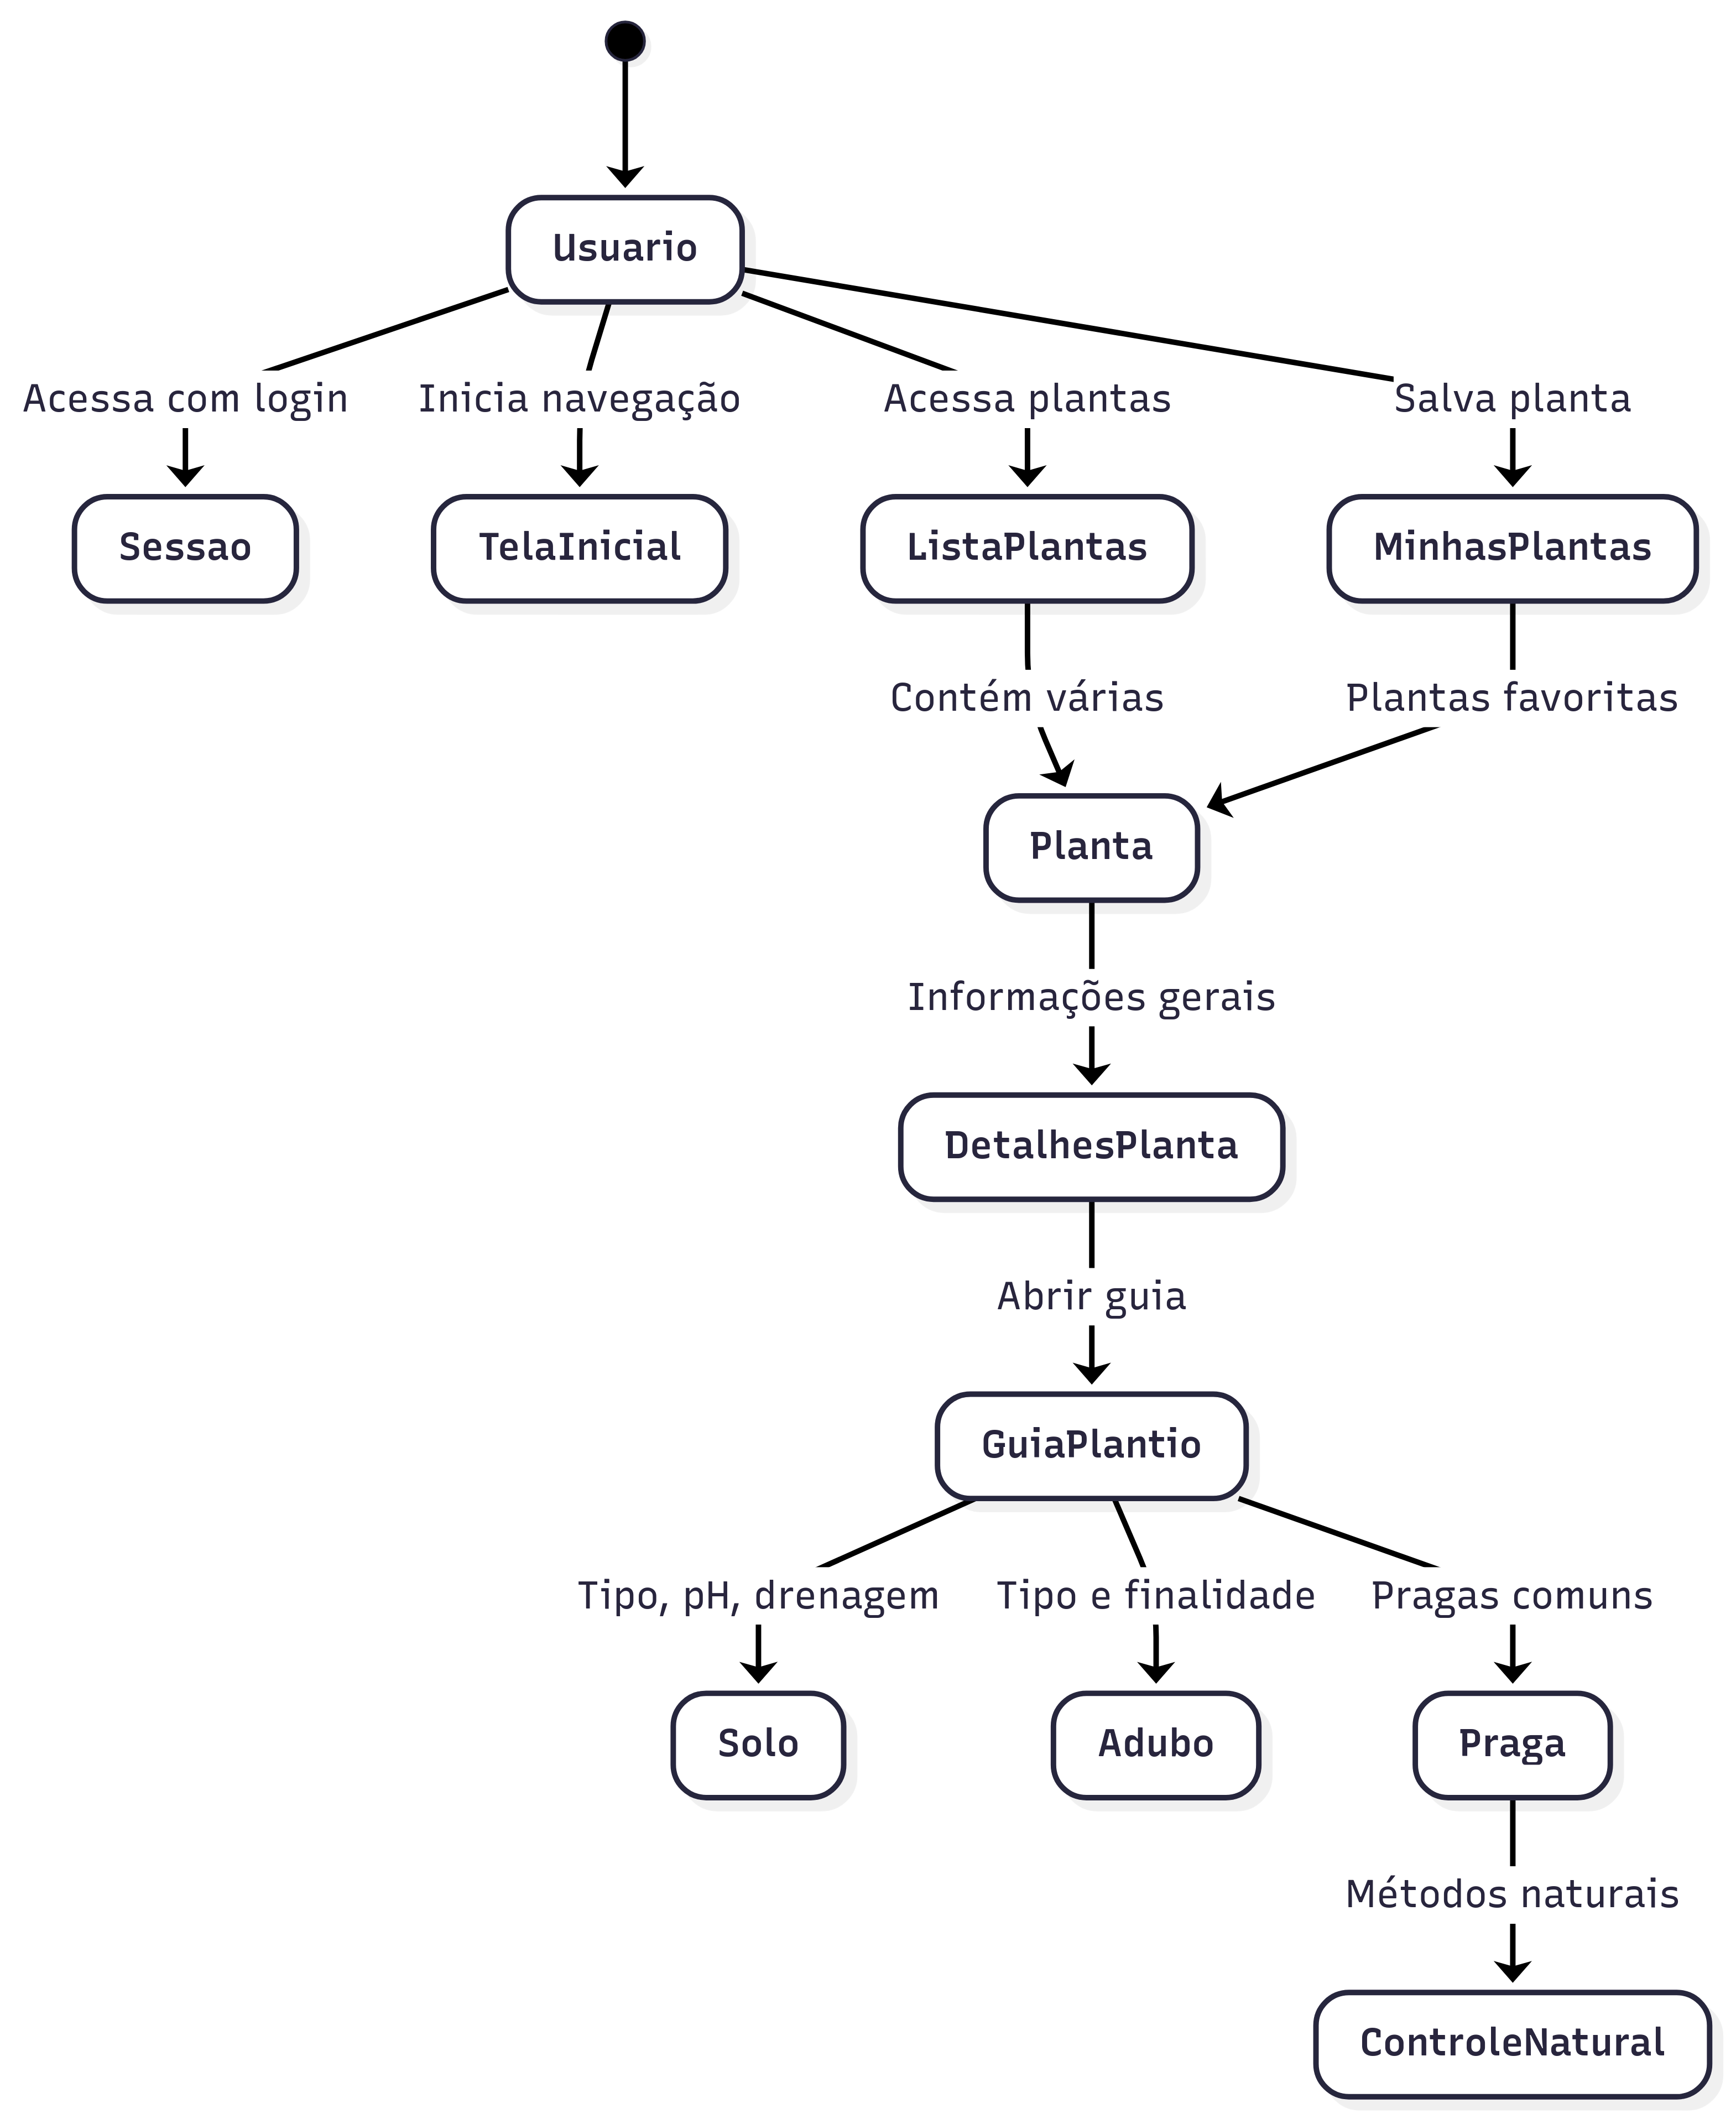 Usuario
Acessa com login
Inicia navegação
Acessa plantas
Salva planta
Sessao
TelaInicial
ListaPlantas
MinhasPlantas
Contém várias
Plantas favoritas
Planta
Informações gerais
DetalhesPlanta
Abrir guia
GuiaPlantio
Tipo, pH, drenagem
Tipo e finalidade
Pragas comuns
Solo
Adubo
Praga
Métodos naturais
ControleNatural